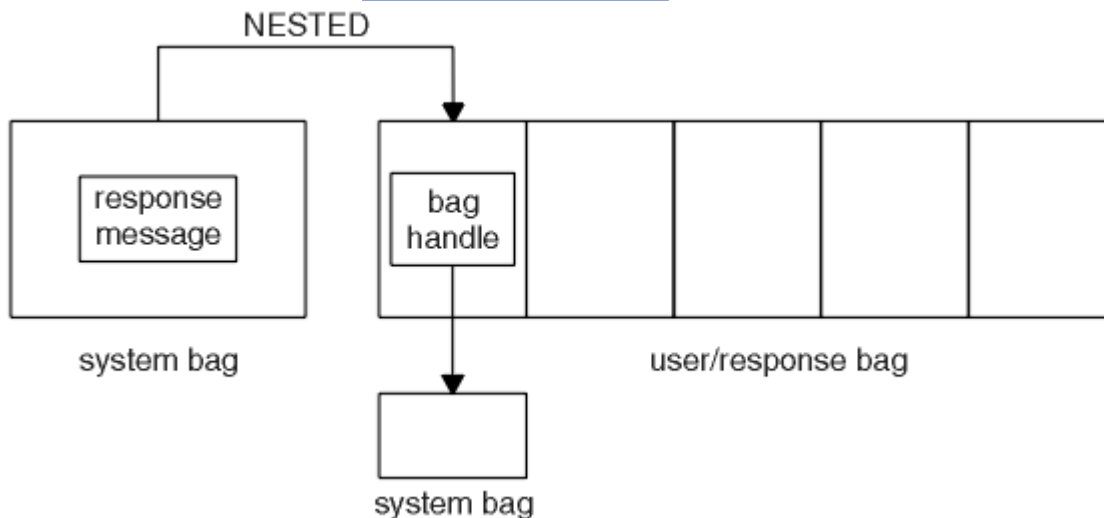 NESTED
response
message
bag
handle
system bag
user/response bag
system bag